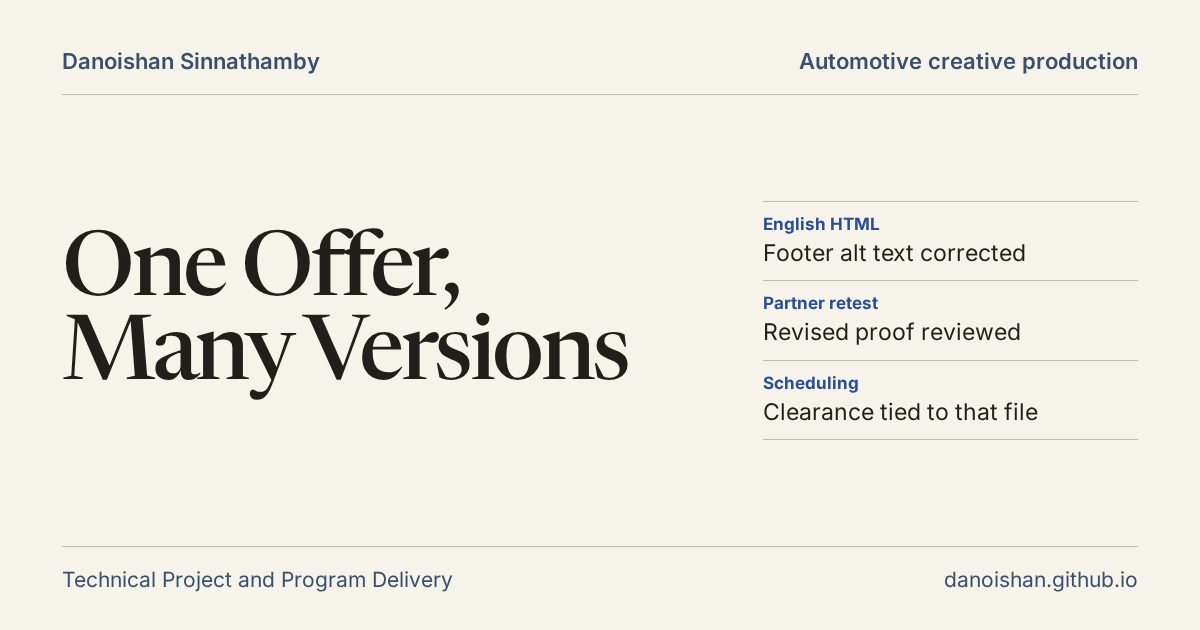 Danoishan Sinnathamby
Automotive creative production
One Offer,
Many Versions
English HTML
Footer alt text corrected
Partner retest
Revised proof reviewed
Scheduling
Clearance tied to that file
Technical Project and Program Delivery
danoishan.github.io